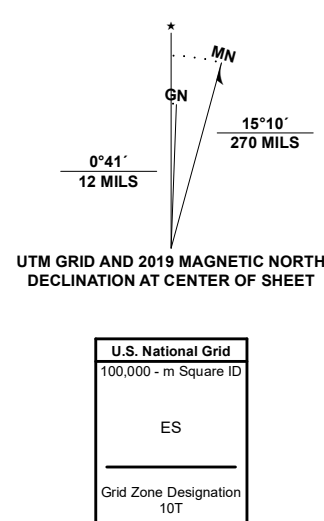 ★
MN
GN
15°10´
270 MILS
0°41´
12 MILS
UTM GRID AND 2019 MAGNETIC NORTH
DECLINATION AT CENTER OF SHEET
U.S. National Grid
100,000 - m Square ID
ES
Grid Zone Designation
10T